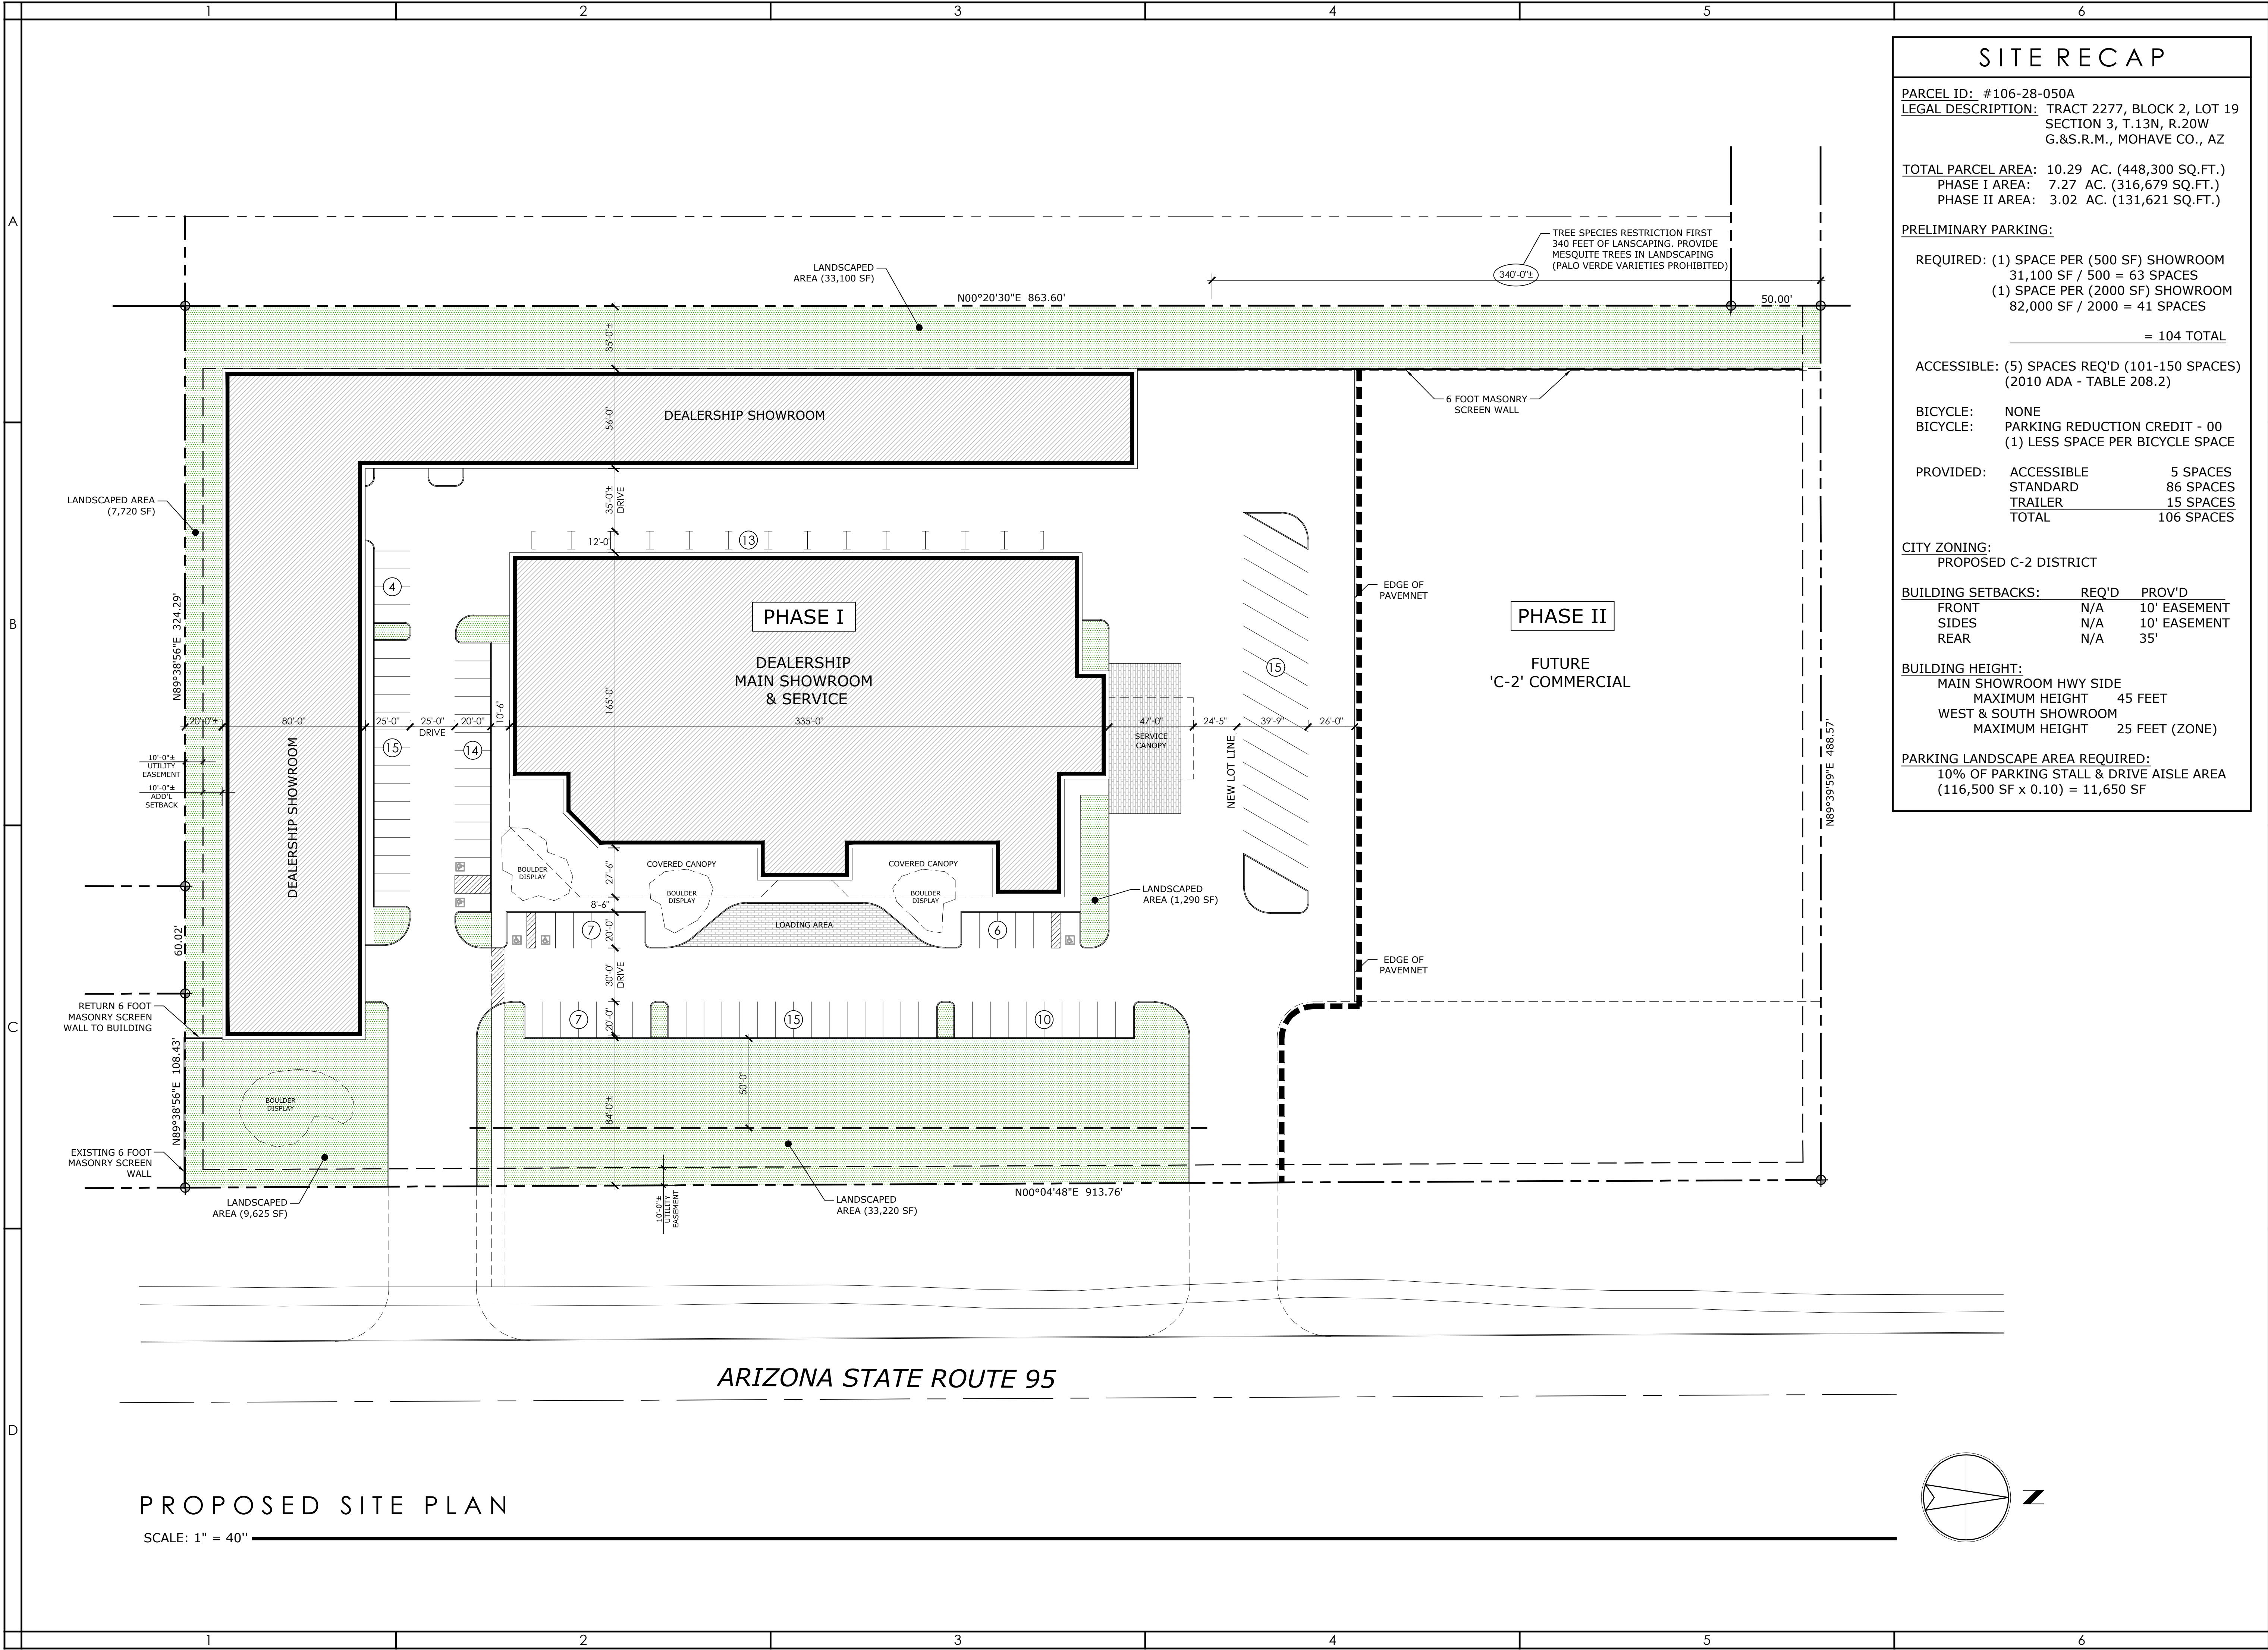 1
2
3
4
5
6
A
B
C
D
SITE RECAP
PARCEL ID: #106-28-050A
LEGAL DESCRIPTION: TRACT 2277, BLOCK 2, LOT 19
SECTION 3, T.13N, R.20W
G.&S.R.M., MOHAVE CO., AZ
TOTAL PARCEL AREA: 10.29 AC. (448,300 SQ.FT.)
PHASE I AREA: 7.27 AC. (316,679 SQ.FT.)
PHASE II AREA: 3.02 AC. (131,621 SQ.FT.)
PRELIMINARY PARKING:
REQUIRED: (1) SPACE PER (500 SF) SHOWROOM
31,100 SF / 500 = 63 SPACES
(1) SPACE PER (2000 SF) SHOWROOM
82,000 SF / 2000 = 41 SPACES
= 104 TOTAL
ACCESSIBLE: (5) SPACES REQ'D (101-150 SPACES)
(2010 ADA - TABLE 208.2)
BICYCLE: NONE
BICYCLE: PARKING REDUCTION CREDIT - 00
(1) LESS SPACE PER BICYCLE SPACE
PROVIDED: ACCESSIBLE 5 SPACES
STANDARD 86 SPACES
TRAILER 15 SPACES
TOTAL 106 SPACES
CITY ZONING:
PROPOSED C-2 DISTRICT
BUILDING SETBACKS: REQ'D PROV'D
FRONT N/A 10' EASEMENT
SIDES N/A 10' EASEMENT
REAR N/A 35'
BUILDING HEIGHT:
MAIN SHOWROOM HWY SIDE
MAXIMUM HEIGHT 45 FEET
WEST & SOUTH SHOWROOM
MAXIMUM HEIGHT 25 FEET (ZONE)
PARKING LANDSCAPE AREA REQUIRED:
10% OF PARKING STALL & DRIVE AISLE AREA
(116,500 SF x 0.10) = 11,650 SF
TREE SPECIES RESTRICTION FIRST
340 FEET OF LANSCAPING. PROVIDE
MESQUITE TREES IN LANDSCAPING
(PALO VERDE VARIETIES PROHIBITED)
340'-0"±
LANDSCAPED
AREA (33,100 SF)
N00°20'30"E 863.60'
50.00'
35'-0"±
6 FOOT MASONRY
SCREEN WALL
DEALERSHIP SHOWROOM
56'-0"
LANDSCAPED AREA
(7,720 SF)
35'-0"±
DRIVE
12'-0"
13
4
PHASE I
DEALERSHIP
MAIN SHOWROOM
& SERVICE
EDGE OF
PAVEMNET
PHASE II
FUTURE
'C-2' COMMERCIAL
15
N89°38'56"E 324.29'
165'-0"
10'-6"
20'-0"±
80'-0"
25'-0"
25'-0"
DRIVE
20'-0"
335'-0"
47'-0"
24'-5"
39'-9"
26'-0"
SERVICE
CANOPY
NEW LOT LINE
15
14
10'-0"±
UTILITY
EASEMENT
10'-0"±
ADD'L
SETBACK
DEALERSHIP SHOWROOM
N89°39'59"E 488.57'
BOULDER
DISPLAY
COVERED CANOPY
COVERED CANOPY
27'-6"
BOULDER
DISPLAY
BOULDER
DISPLAY
8'-6"
LANDSCAPED
AREA (1,290 SF)
7
20'-0"
LOADING AREA
6
60.02'
30'-0"
DRIVE
EDGE OF
PAVEMNET
RETURN 6 FOOT
MASONRY SCREEN
WALL TO BUILDING
7
20'-0"
15
10
N89°38'56"E 108.43'
BOULDER
DISPLAY
84'-0"±
50'-0"
EXISTING 6 FOOT
MASONRY SCREEN
WALL
LANDSCAPED
AREA (9,625 SF)
10'-0"±
UTILITY
EASEMENT
LANDSCAPED
AREA (33,220 SF)
N00°04'48"E 913.76'
ARIZONA STATE ROUTE 95
PROPOSED SITE PLAN
SCALE: 1" = 40''
N
1
2
3
4
5
6